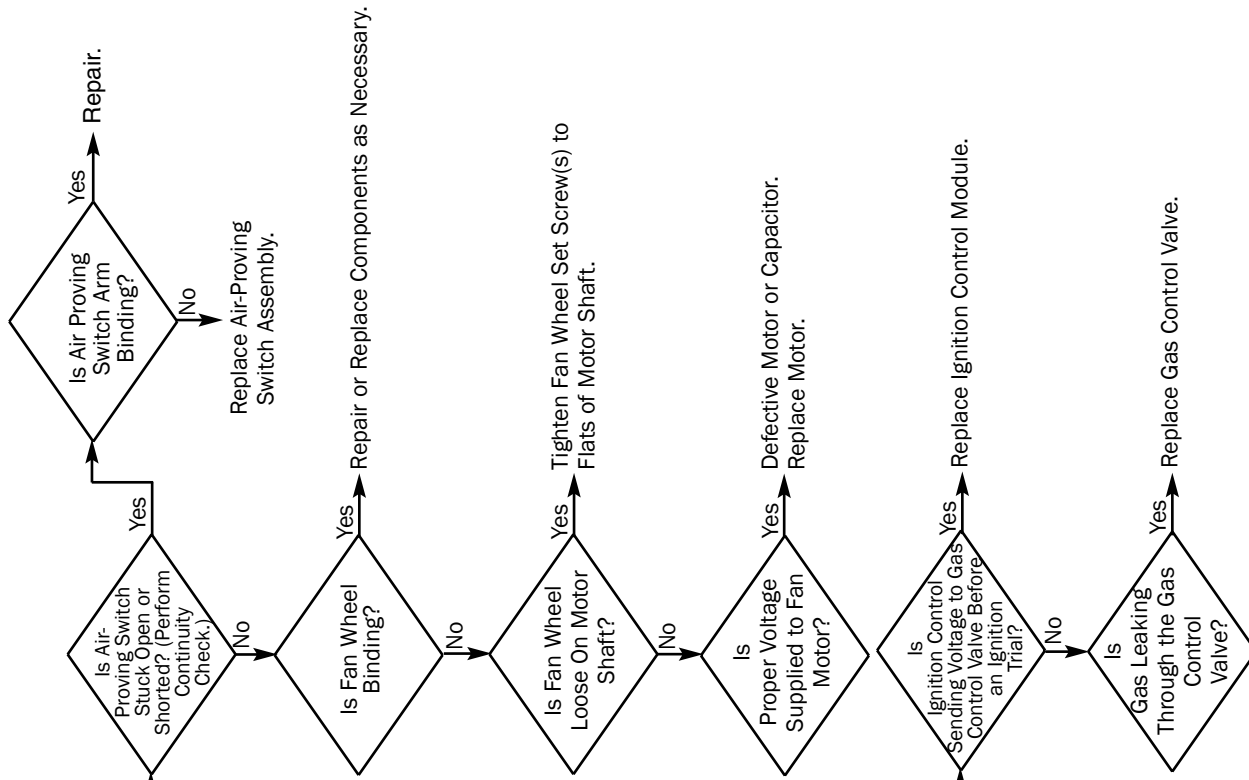 Is Air Proving
Switch Arm
Binding?
Yes
Repair.
No
Replace Air-Proving
Switch Assembly.
Is Air-
Proving Switch
Stuck Open or
Shorted? (Perform
Continuity
Check.)
Yes
No
Is Fan Wheel
Binding?
Yes
Repair or Replace Components as Necessary.
No
Is Fan Wheel
Loose On Motor
Shaft?
Yes
Tighten Fan Wheel Set Screw(s) to
Flats of Motor Shaft.
No
Is
Proper Voltage
Supplied to Fan
Motor?
Yes
Defective Motor or Capacitor.
Replace Motor.
Is
Ignition Control
Sending Voltage to Gas
Control Valve Before
an Ignition
Trial?
Yes
Replace Ignition Control Module.
No
Is
Gas Leaking
Through the Gas
Control
Valve?
Yes
Replace Gas Control Valve.